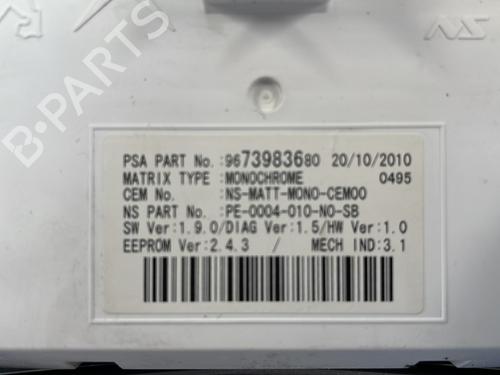 B-PARTS
NS
PSA PART No.:9673983680 20/10/2010
MATRIX TYPE :MONOCHROME 0495
CEM No. :NS-MATT-MONO-CEM00
NS PART No. :PE-0004-010-NO-SB
SW Ver:1.9.0/DIAG Ver:1.5/HW Ver:1.0
EEPROM Ver:2.4.3 / MECH IND:3.1